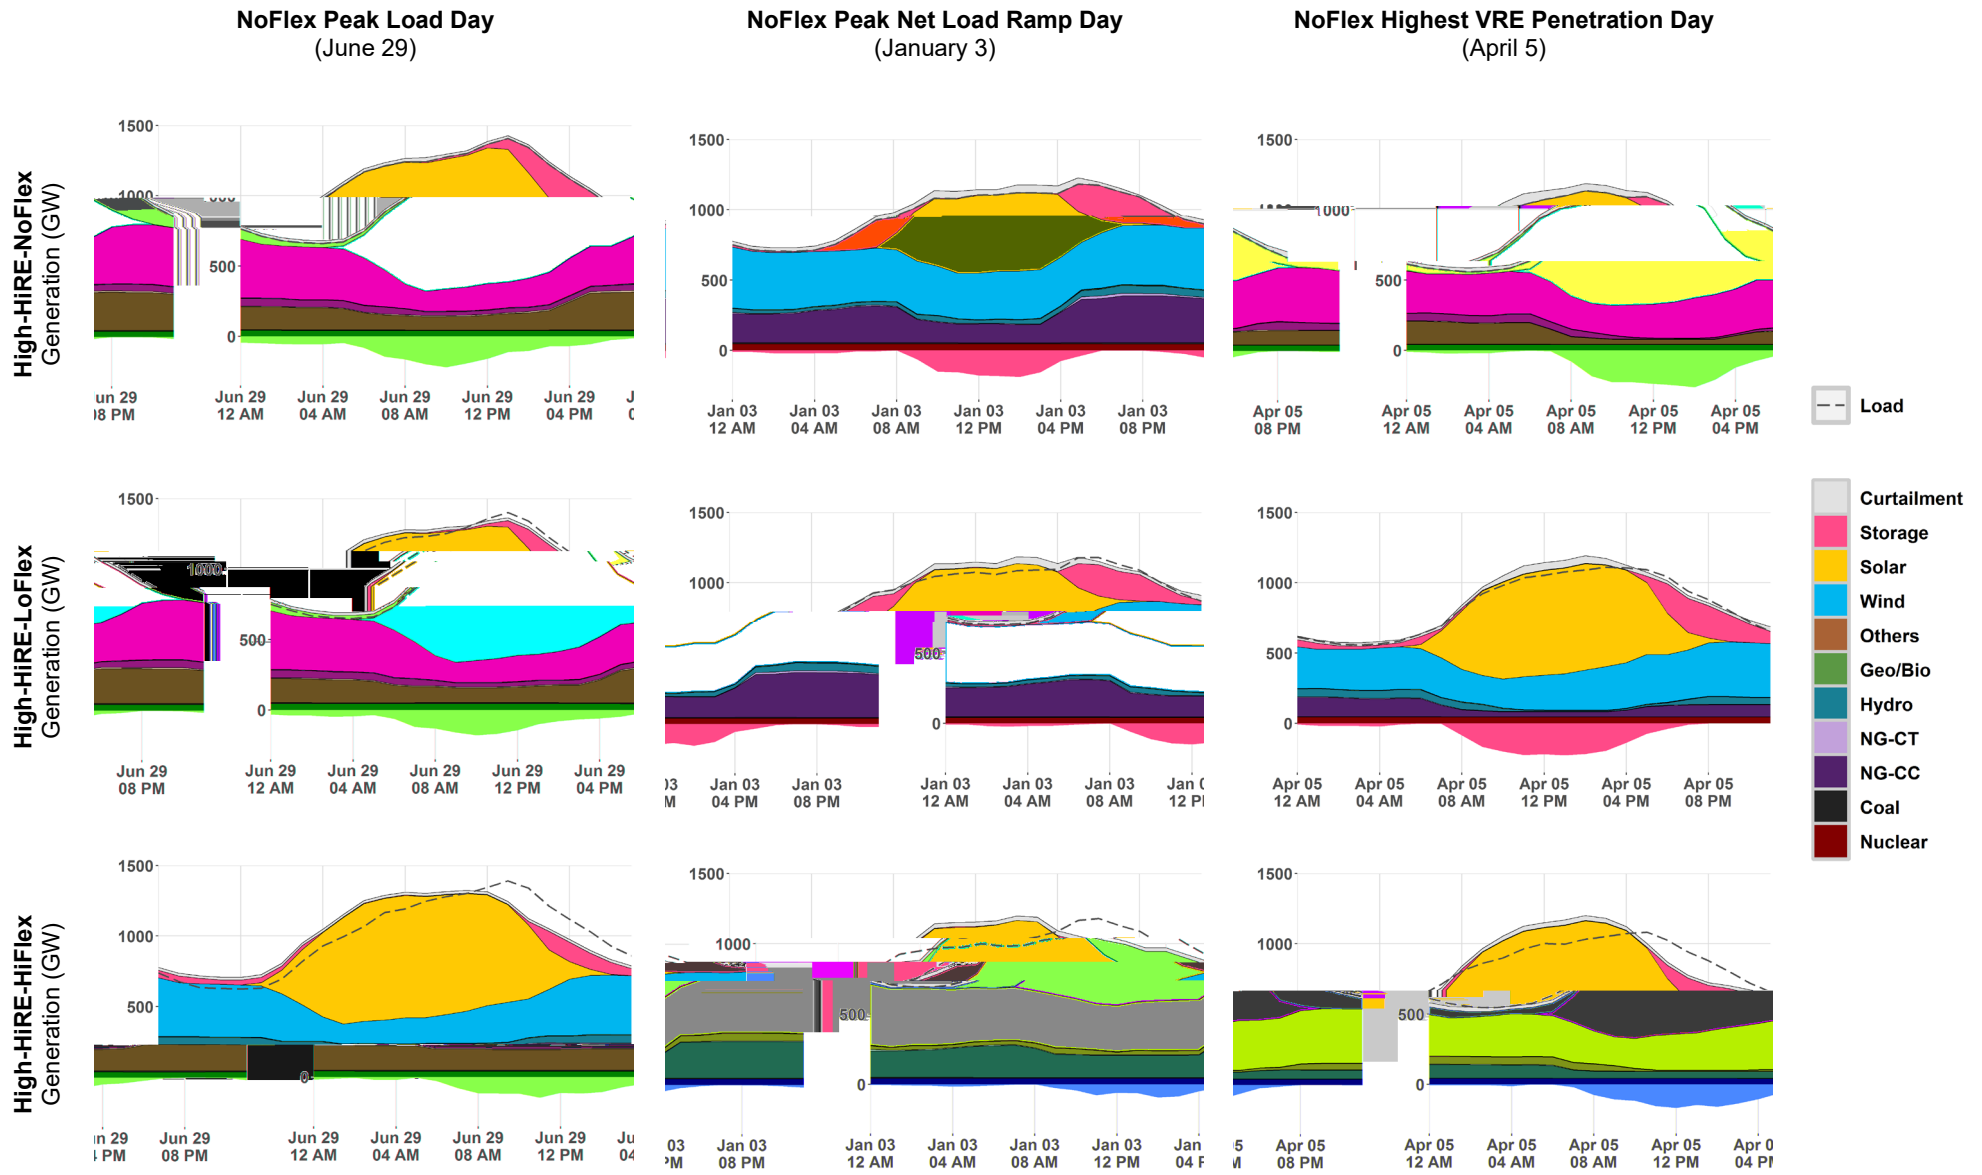 NoFlex Peak Load Day
(June 29)
NoFlex Peak Net Load Ramp Day
(January 3)
NoFlex Highest VRE Penetration Day
(April 5)
High-HiRE-NoFlex
Generation (GW)
1500
1000
500
0
Jun 29
08 PM
Jun 29
12 AM
Jun 29
04 AM
Jun 29
08 AM
Jun 29
12 PM
Jun 29
04 PM
1500
1000
500
0
Jan 03
12 AM
Jan 03
04 AM
Jan 03
08 AM
Jan 03
12 PM
Jan 03
04 PM
Jan 03
08 PM
1500
1000
500
0
Apr 05
08 PM
Apr 05
12 AM
Apr 05
04 AM
Apr 05
08 AM
Apr 05
12 PM
Apr 05
04 PM
High-HiRE-LoFlex
Generation (GW)
1500
1000
500
0
Jun 29
08 PM
Jun 29
12 AM
Jun 29
04 AM
Jun 29
08 AM
Jun 29
12 PM
Jun 29
04 PM
1500
1000
500
0
Jan 03
04 PM
Jan 03
08 PM
Jan 03
12 AM
Jan 03
04 AM
Jan 03
08 AM
1500
1000
500
0
Apr 05
12 AM
Apr 05
04 AM
Apr 05
08 AM
Apr 05
12 PM
Apr 05
04 PM
Apr 05
08 PM
High-HiRE-HiFlex
Generation (GW)
1500
1000
500
0
Jun 29
08 PM
Jun 29
12 AM
Jun 29
04 AM
Jun 29
08 AM
Jun 29
12 PM
1500
1000
500
0
Jan 03
08 PM
Jan 03
12 AM
Jan 03
04 AM
Jan 03
08 AM
Jan 03
12 PM
1500
1000
500
0
Apr 05
08 PM
Apr 05
12 AM
Apr 05
04 AM
Apr 05
08 AM
Apr 05
12 PM
Load
Curtailment
Storage
Solar
Wind
Others
Geo/Bio
Hydro
NG-CT
NG-CC
Coal
Nuclear